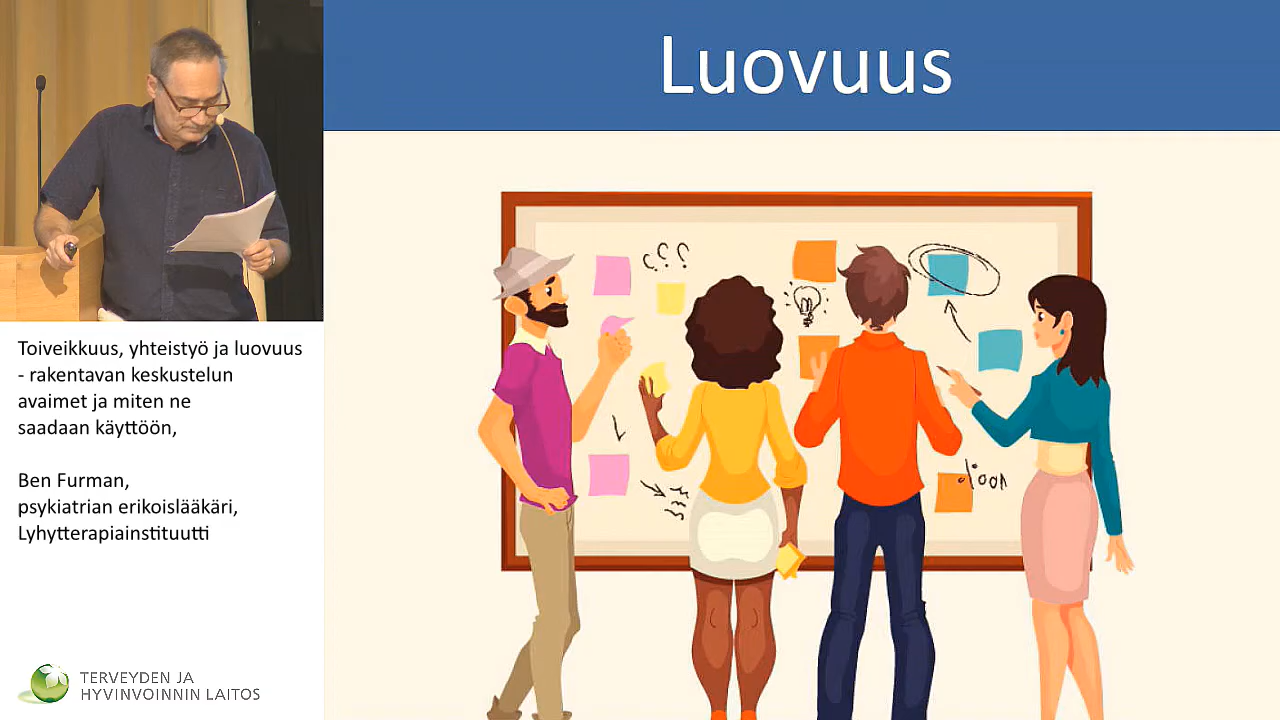 Luovuus
???
Toiveikkuus, yhteistyö ja luovuus
- rakentavan keskustelun
avaimet ja miten ne
saadaan käyttöön,
Ben Furman,
psykiatrian erikoislääkäri,
Lyhytterapiainstituutti
TERVEYDEN JA
HYVINVOINNIN LAITOS